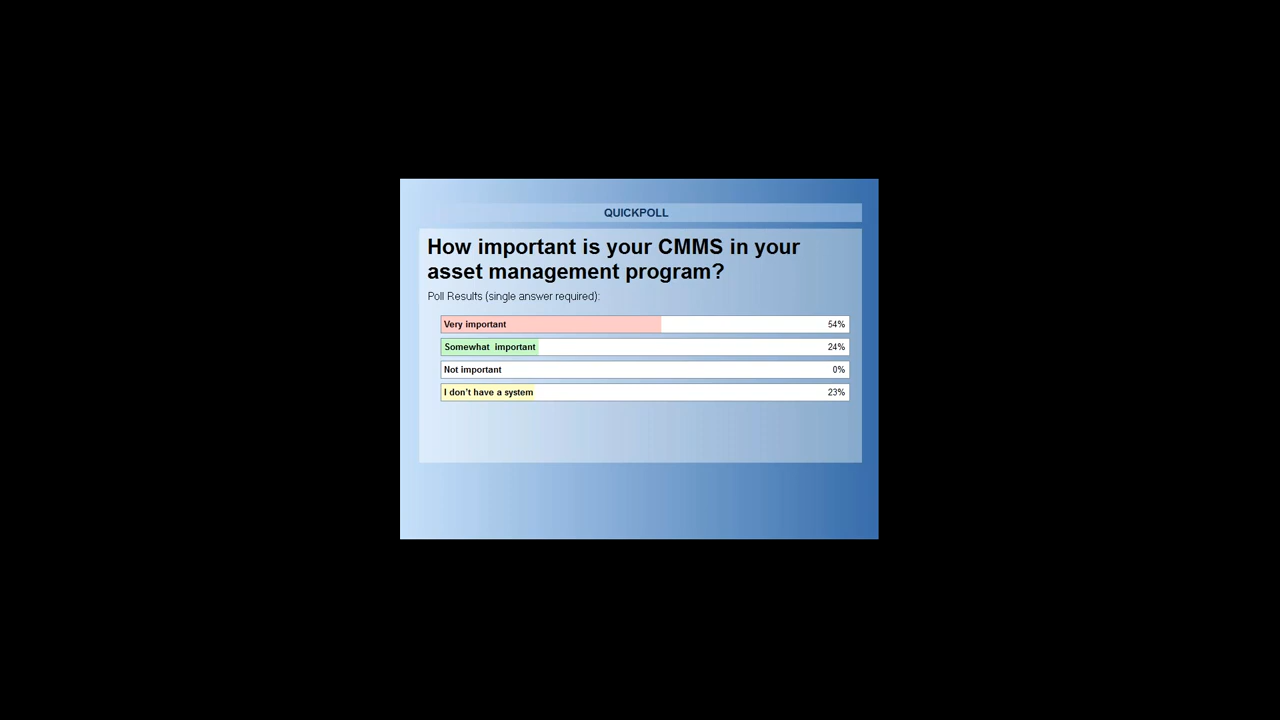 QUICKPOLL
How important is your CMMS in your
asset management program?
Poll Results (single answer required):
Very important 54%
Somewhat important 24%
Not important 0%
I don't have a system 23%